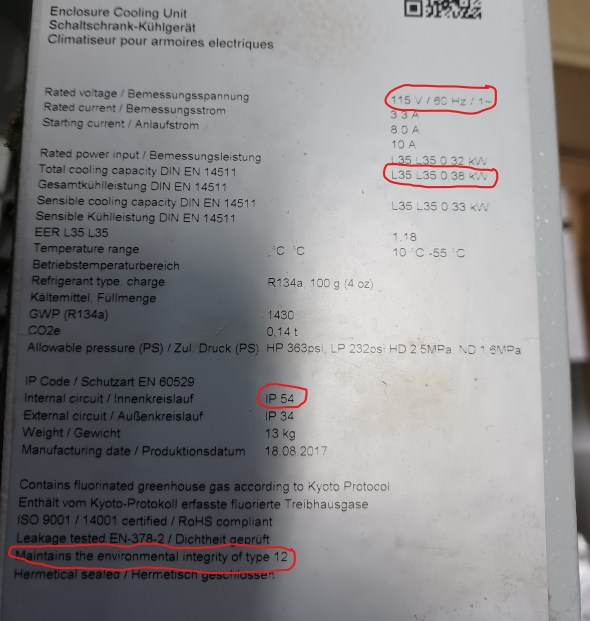 Enclosure Cooling Unit
Schaltschrank-Kühlgerät
Climatiseur pour armoires electriques
Rated voltage / Bemessungsspannung 115 V / 60 Hz / 1~
Rated current / Bemessungsstrom 3.3 A
Starting current / Anlaufstrom 8.0 A
10 A
Rated power input / Bemessungsleistung L35 L35 0.32 kW
Total cooling capacity DIN EN 14511 L35 L35 0.38 kW
Gesamtkühlleistung DIN EN 14511
Sensible cooling capacity DIN EN 14511 L35 L35 0.33 kW
Sensible Kühlleistung DIN EN 14511
EER L35 L35 1.18
Temperature range °C °C 10 °C -55 °C
Betriebstemperaturbereich
Refrigerant type, charge R134a 100 g (4 oz)
Kältemittel, Füllmenge
GWP (R134a) 1430
CO2e 0.14 t
Allowable pressure (PS) / Zul. Druck (PS) HP 363psi, LP 232psi HD 2.5MPa, ND 1.6MPa
IP Code / Schutzart EN 60529
Internal circuit / Innenkreislauf IP 54
External circuit / Außenkreislauf IP 34
Weight / Gewicht 13 kg
Manufacturing date / Produktionsdatum 18.08.2017
Contains fluorinated greenhouse gas according to Kyoto Protocol
Enthält vom Kyoto-Protokoll erfasste fluorierte Treibhausgase
ISO 9001 / 14001 certified / RoHS compliant
Leakage tested EN-378-2 / Dichtheit geprüft
Maintains the environmental integrity of type 12
Hermetical sealed / Hermetisch geschlossen